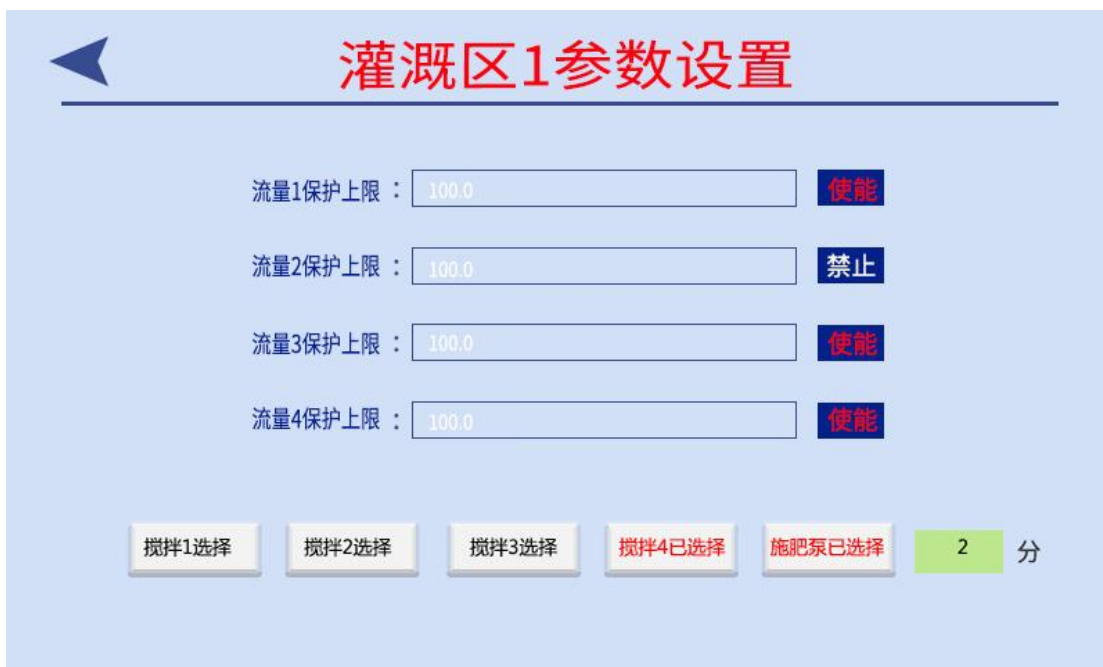 灌溉区1参数设置
流量1保护上限 ： 100.0 使能
流量2保护上限 ： 100.0 禁止
流量3保护上限 ： 100.0 使能
流量4保护上限 ： 100.0 使能
搅拌1选择 搅拌2选择 搅拌3选择 搅拌4已选择 施肥泵已选择 2 分